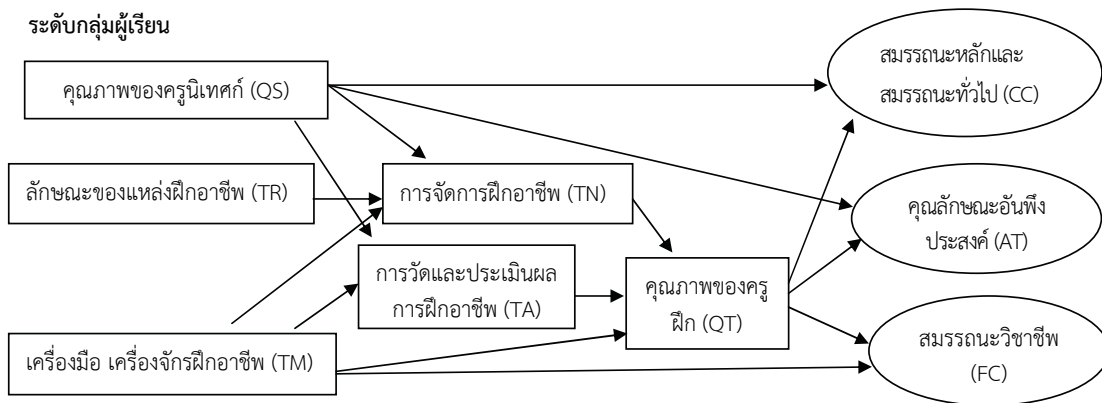 ระดับกลุ่มผู้เรียน
คุณภาพของครูนิเทศก์ (QS)
สมรรถนะหลักและ
สมรรถนะทั่วไป (CC)
ลักษณะของแหล่งฝึกอาชีพ (TR)
การจัดการฝึกอาชีพ (TN)
คุณลักษณะอันพึง
ประสงค์ (AT)
การวัดและประเมินผล
การฝึกอาชีพ (TA)
คุณภาพของครู
ฝึก (QT)
เครื่องมือ เครื่องจักรฝึกอาชีพ (TM)
สมรรถนะวิชาชีพ
(FC)